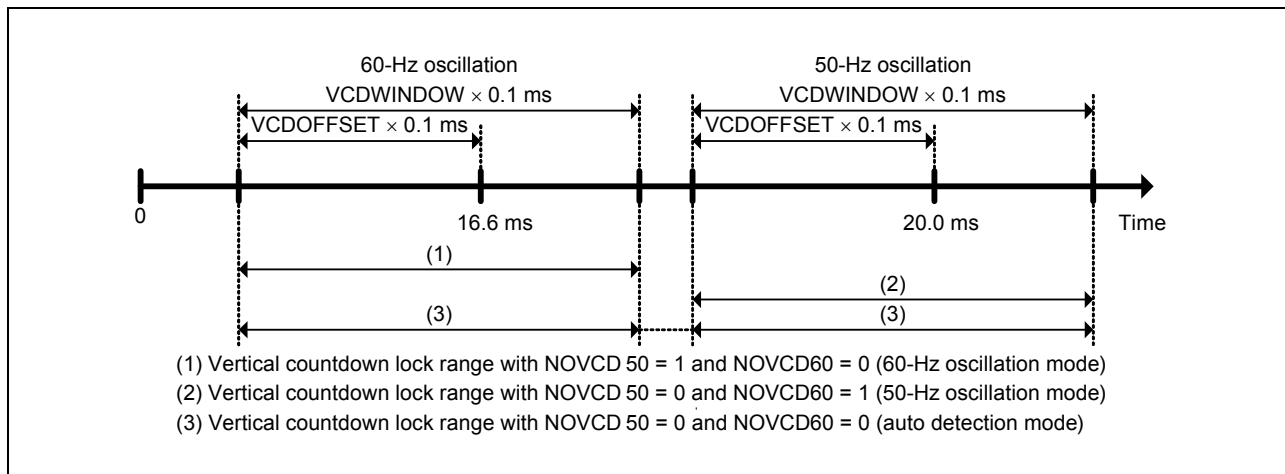 60-Hz oscillation
50-Hz oscillation
VCDWINDOW × 0.1 ms
VCDWINDOW × 0.1 ms
VCDOFFSET × 0.1 ms
VCDOFFSET × 0.1 ms
0
16.6 ms
20.0 ms
Time
(1)
(2)
(3)
(3)
(1) Vertical countdown lock range with NOVCD 50 = 1 and NOVCD60 = 0 (60-Hz oscillation mode)
(2) Vertical countdown lock range with NOVCD 50 = 0 and NOVCD60 = 1 (50-Hz oscillation mode)
(3) Vertical countdown lock range with NOVCD 50 = 0 and NOVCD60 = 0 (auto detection mode)